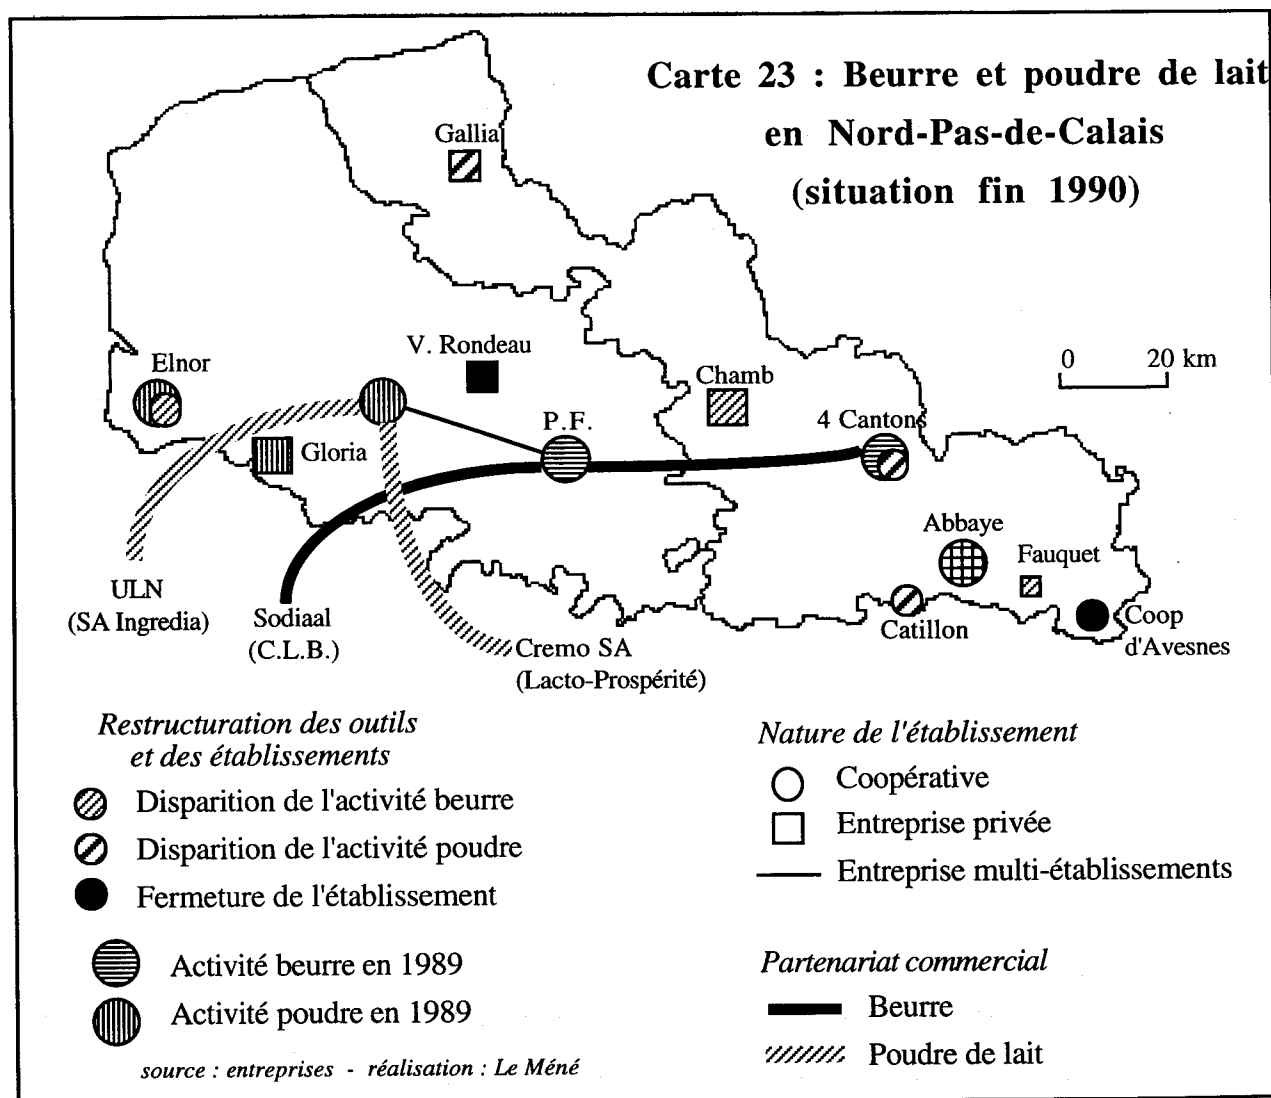 Carte 23 : Beurre et poudre de lait
en Nord-Pas-de-Calais
(situation fin 1990)
Gallia
V. Rondeau
Elnor
Chamb
0 20 km
P.F.
4 Cantons
Gloria
Abbaye
Fauquet
ULN
(SA Ingredia)
Sodiaal
(C.L.B.)
Cremo SA
(Lacto-Prospérité)
Catillon
Coop
d'Avesnes
Restructuration des outils
et des établissements
Disparition de l'activité beurre
Disparition de l'activité poudre
Fermeture de l'établissement
Activité beurre en 1989
Activité poudre en 1989
source : entreprises - réalisation : Le Méné
Nature de l'établissement
Coopérative
Entreprise privée
Entreprise multi-établissements
Partenariat commercial
Beurre
Poudre de lait